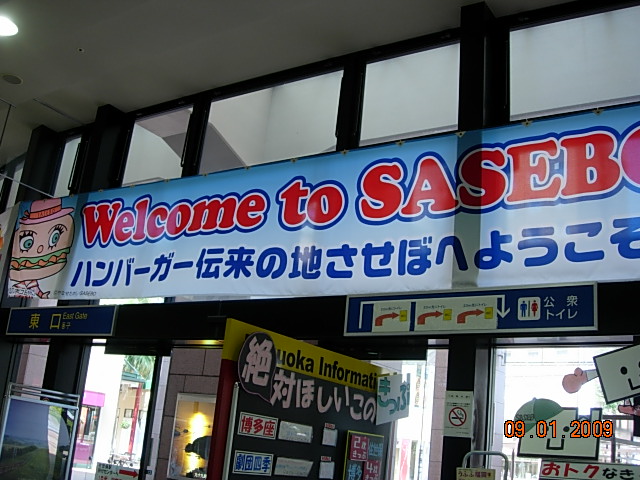 Welcome to SASEBO
ハンバーガー伝来の地させぼへようこそ
東口 East Gate
公衆
トイレ
uoka Informati
絶対ほしいこの
きっぷ
博多座
劇団四季
09.01.2009
おトクなき